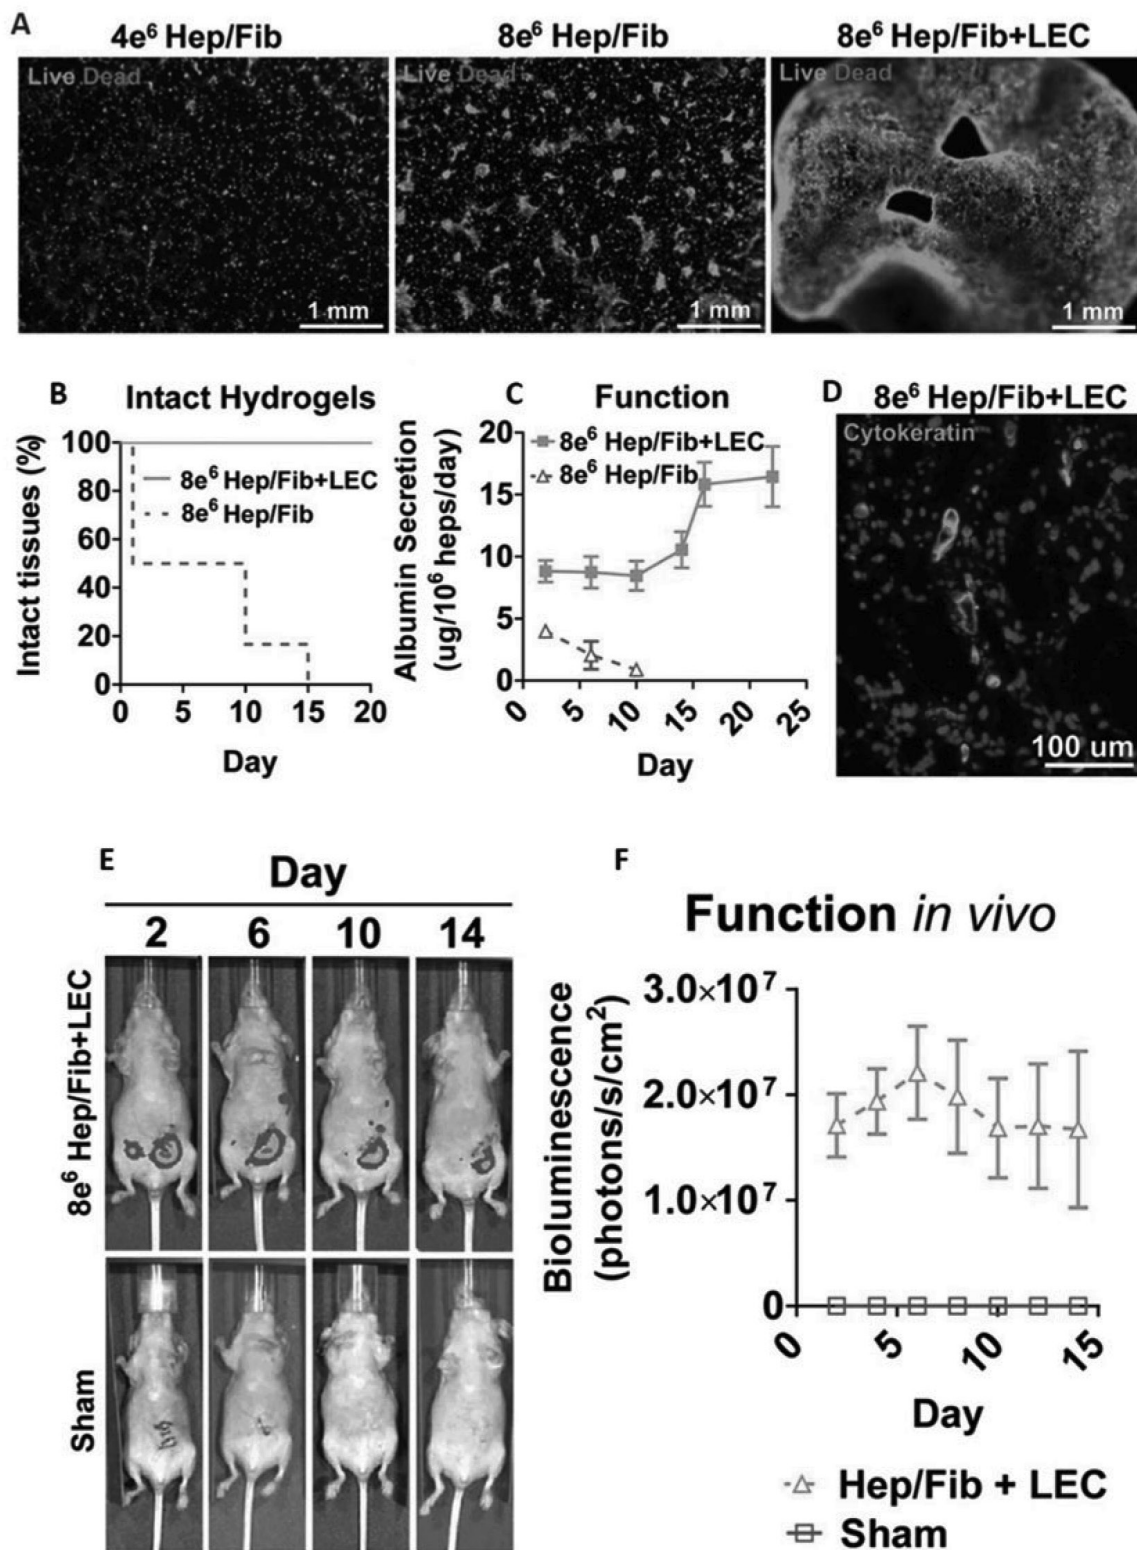 A
4e⁶ Hep/Fib
8e⁶ Hep/Fib
8e⁶ Hep/Fib+LEC
Live Dead
Live Dead
Live Dead
1 mm
1 mm
1 mm
B
Intact Hydrogels
Intact tissues (%)
100
80
60
40
20
0
8e⁶ Hep/Fib+LEC
8e⁶ Hep/Fib
0 5 10 15 20
Day
C
Function
Albumin Secretion
(ug/10⁶ heps/day)
20
15
10
5
0
8e⁶ Hep/Fib+LEC
8e⁶ Hep/Fib
0 5 10 15 20 25
Day
D
8e⁶ Hep/Fib+LEC
Cytokeratin
100 um
E
Day
2 6 10 14
8e⁶ Hep/Fib+LEC
Sham
F
Function in vivo
Bioluminescence
(photons/s/cm²)
3.0×10⁷
2.0×10⁷
1.0×10⁷
0
0 5 10 15
Day
Hep/Fib + LEC
Sham